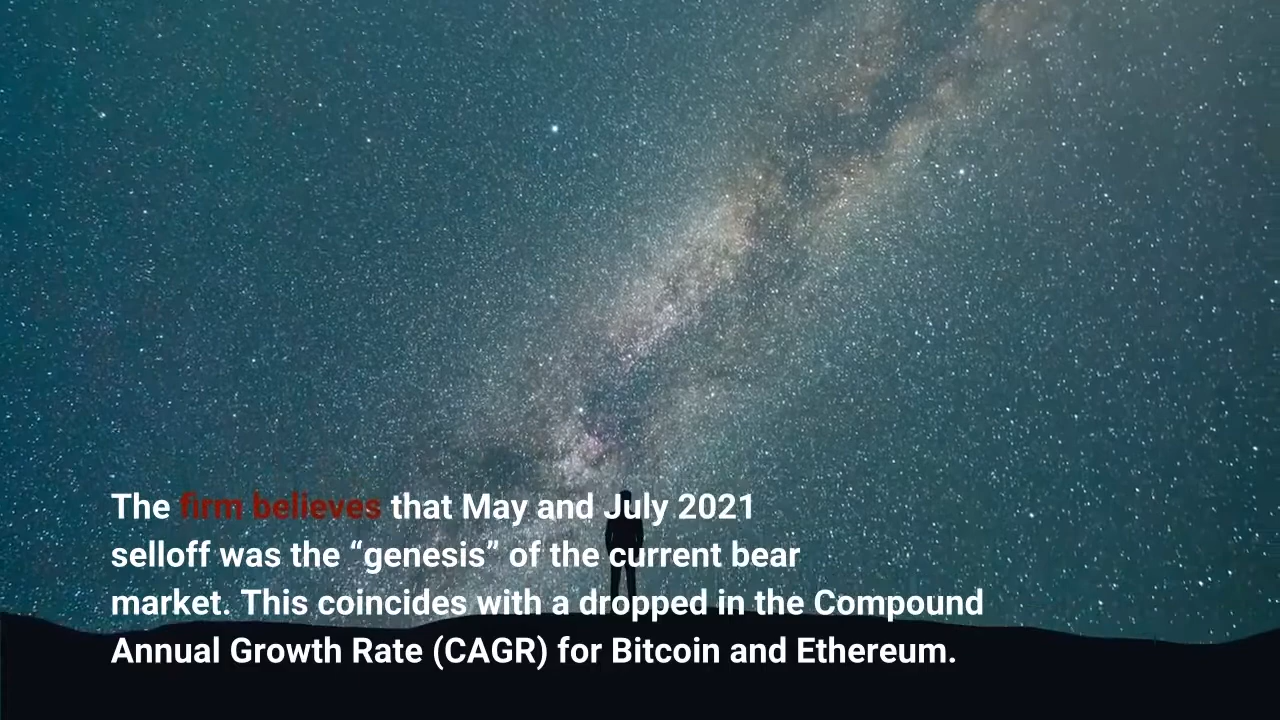 The firm believes that May and July 2021
selloff was the “genesis” of the current bear
market. This coincides with a dropped in the Compound
Annual Growth Rate (CAGR) for Bitcoin and Ethereum.